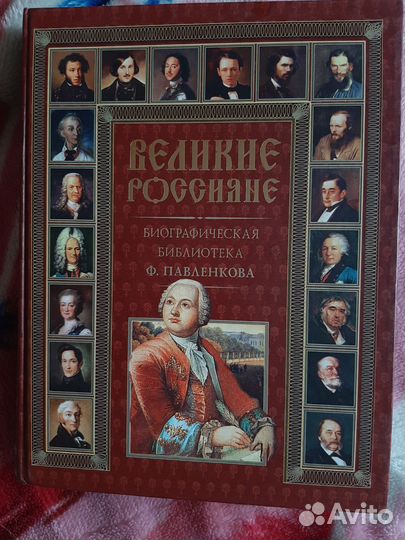 ВЕЛИКИЕ
РОССИЯНЕ
БИОГРАФИЧЕСКАЯ
БИБЛИОТЕКА
Ф. ПАВЛЕНКОВА
Avito